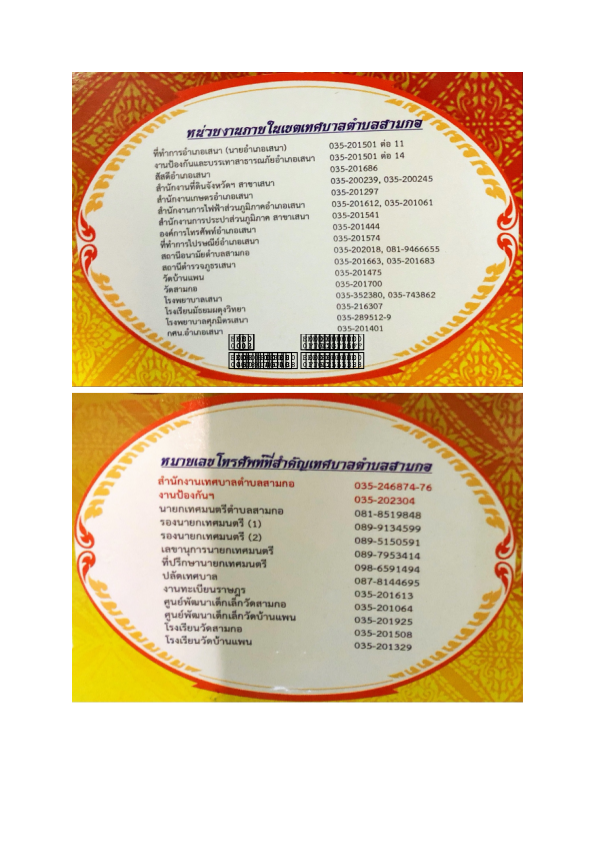 หน่วยงานภายในเขตเทศบาลตำบลสามกอ
ที่ทำการอำเภอเสนา (นายอำเภอเสนา) 035-201501 ต่อ 11
งานป้องกันและบรรเทาสาธารณภัยอำเภอเสนา 035-201501 ต่อ 14
สัสดีอำเภอเสนา 035-201686
สำนักงานที่ดินจังหวัดฯ สาขาเสนา 035-200239, 035-200245
สำนักงานเกษตรอำเภอเสนา 035-201297
สำนักงานการไฟฟ้าส่วนภูมิภาคอำเภอเสนา 035-201612, 035-201061
สำนักงานการประปาส่วนภูมิภาค สาขาเสนา 035-201541
องค์การโทรศัพท์อำเภอเสนา 035-201444
ที่ทำการไปรษณีย์อำเภอเสนา 035-201574
สถานีอนามัยตำบลสามกอ 035-202018, 081-9466655
สถานีตำรวจภูธรเสนา 035-201663, 035-201683
วัดบ้านแพน 035-201475
วัดสามกอ 035-201700
โรงพยาบาลเสนา 035-352380, 035-743862
โรงเรียนมัธยมผดุงวิทยา 035-216307
โรงพยาบาลศุภมิตรเสนา 035-289512-9
กศน.อำเภอเสนา 035-201401
หมายเลขโทรศัพท์ที่สำคัญเทศบาลตำบลสามกอ
สำนักงานเทศบาลตำบลสามกอ 035-246874-76
งานป้องกันฯ 035-202304
นายกเทศมนตรีตำบลสามกอ 081-8519848
รองนายกเทศมนตรี (1) 089-9134599
รองนายกเทศมนตรี (2) 089-5150591
เลขานุการนายกเทศมนตรี 089-7953414
ที่ปรึกษานายกเทศมนตรี 098-6591494
ปลัดเทศบาล 087-8144695
งานทะเบียนราษฎร 035-201613
ศูนย์พัฒนาเด็กเล็กวัดสามกอ 035-201064
ศูนย์พัฒนาเด็กเล็กวัดบ้านแพน 035-201925
โรงเรียนวัดสามกอ 035-201508
โรงเรียนวัดบ้านแพน 035-201329